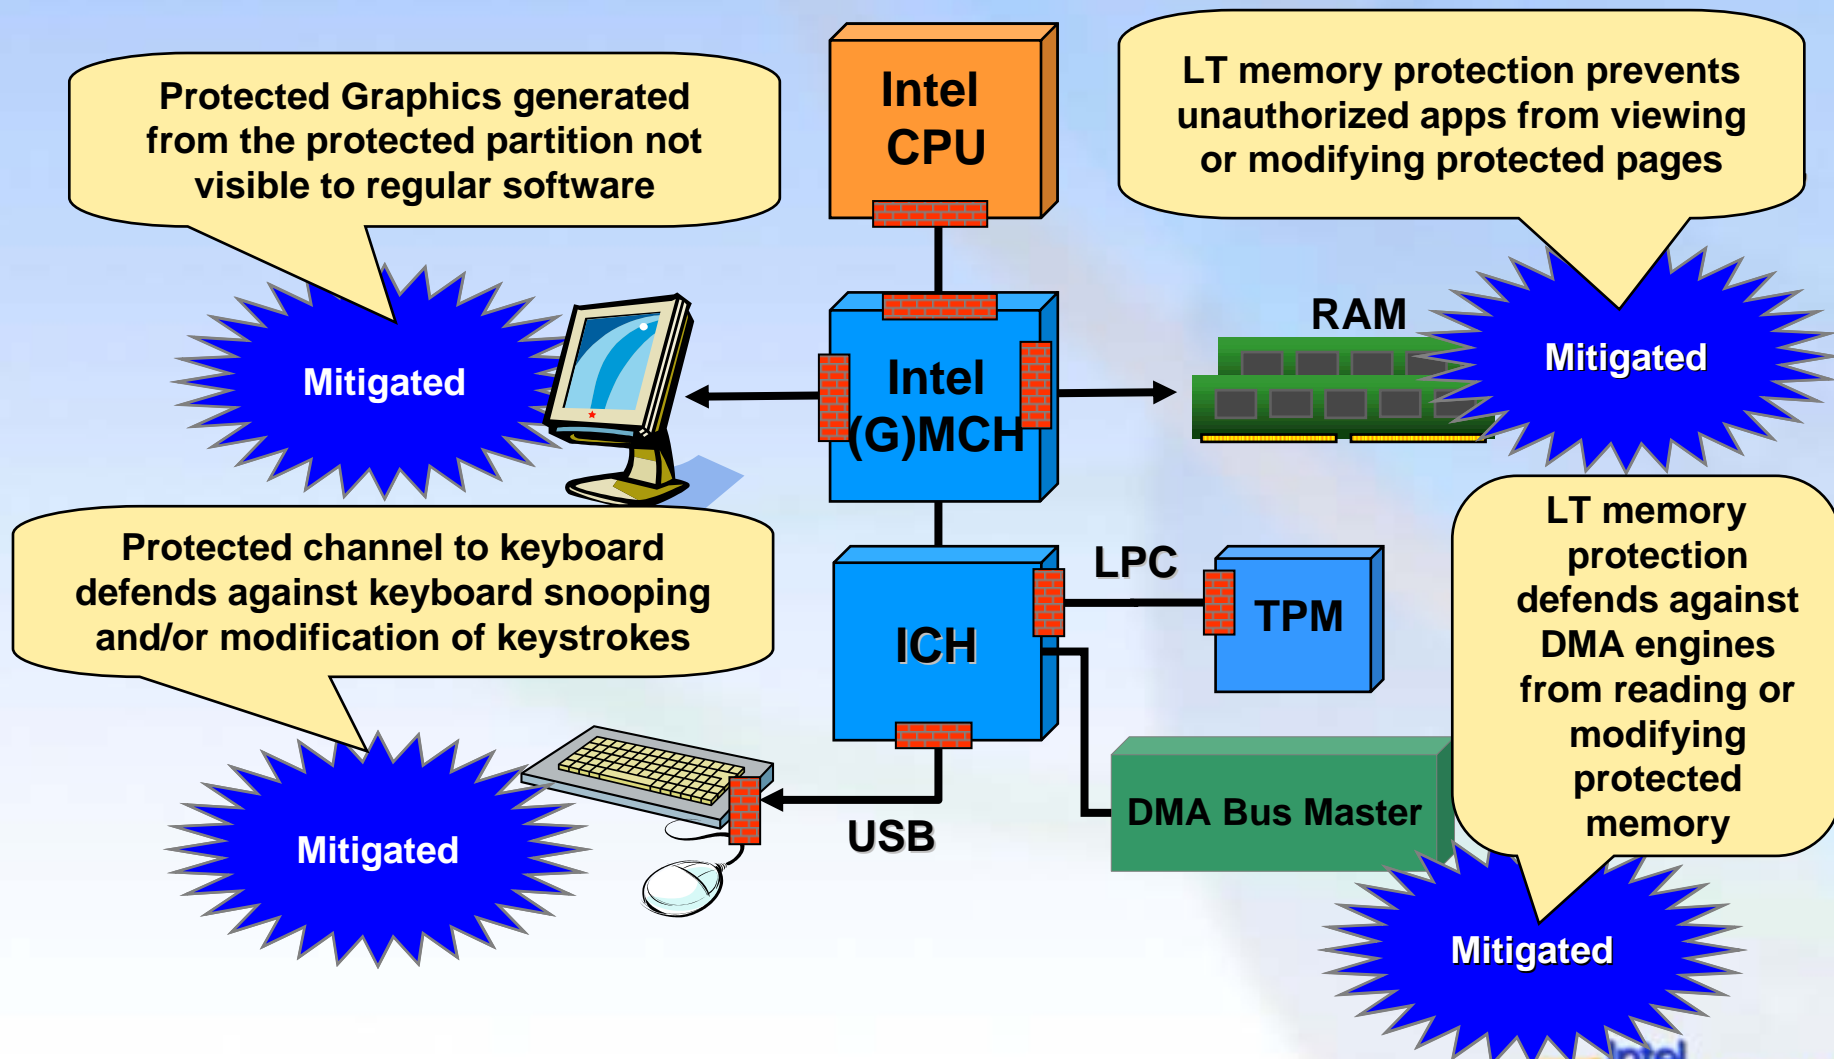 Protected Graphics generated
from the protected partition not
visible to regular software
Intel
CPU
LT memory protection prevents
unauthorized apps from viewing
or modifying protected pages
Mitigated
Intel
(G)MCH
RAM
Mitigated
Protected channel to keyboard
defends against keyboard snooping
and/or modification of keystrokes
ICH
LPC
TPM
LT memory
protection
defends against
DMA engines
from reading or
modifying
protected
memory
Mitigated
USB
DMA Bus Master
Mitigated
Intel